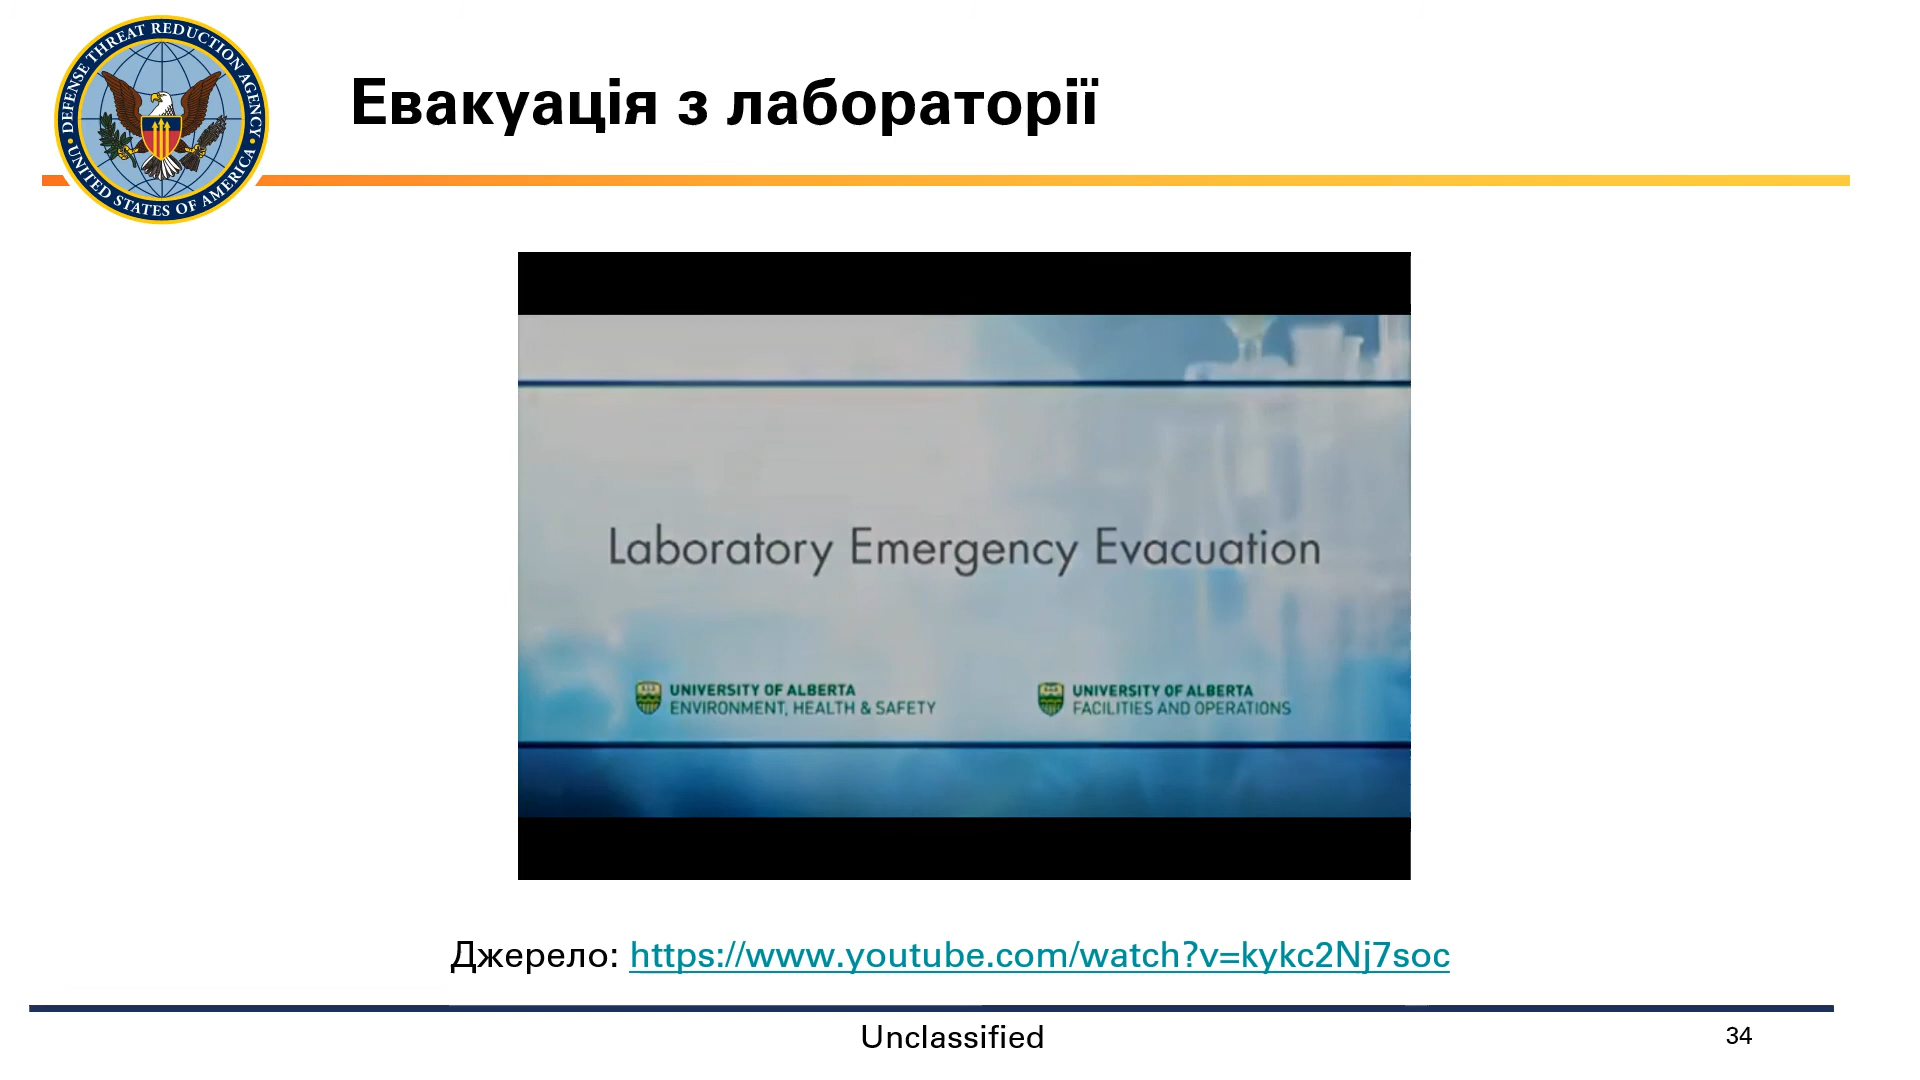 DEFENSE THREAT REDUCTION AGENCY
UNITED STATES OF AMERICA
Евакуація з лабораторії
Laboratory Emergency Evacuation
UNIVERSITY OF ALBERTA
ENVIRONMENT, HEALTH & SAFETY
UNIVERSITY OF ALBERTA
FACILITIES AND OPERATIONS
Джерело: https://www.youtube.com/watch?v=kykc2Nj7soc
Unclassified
34